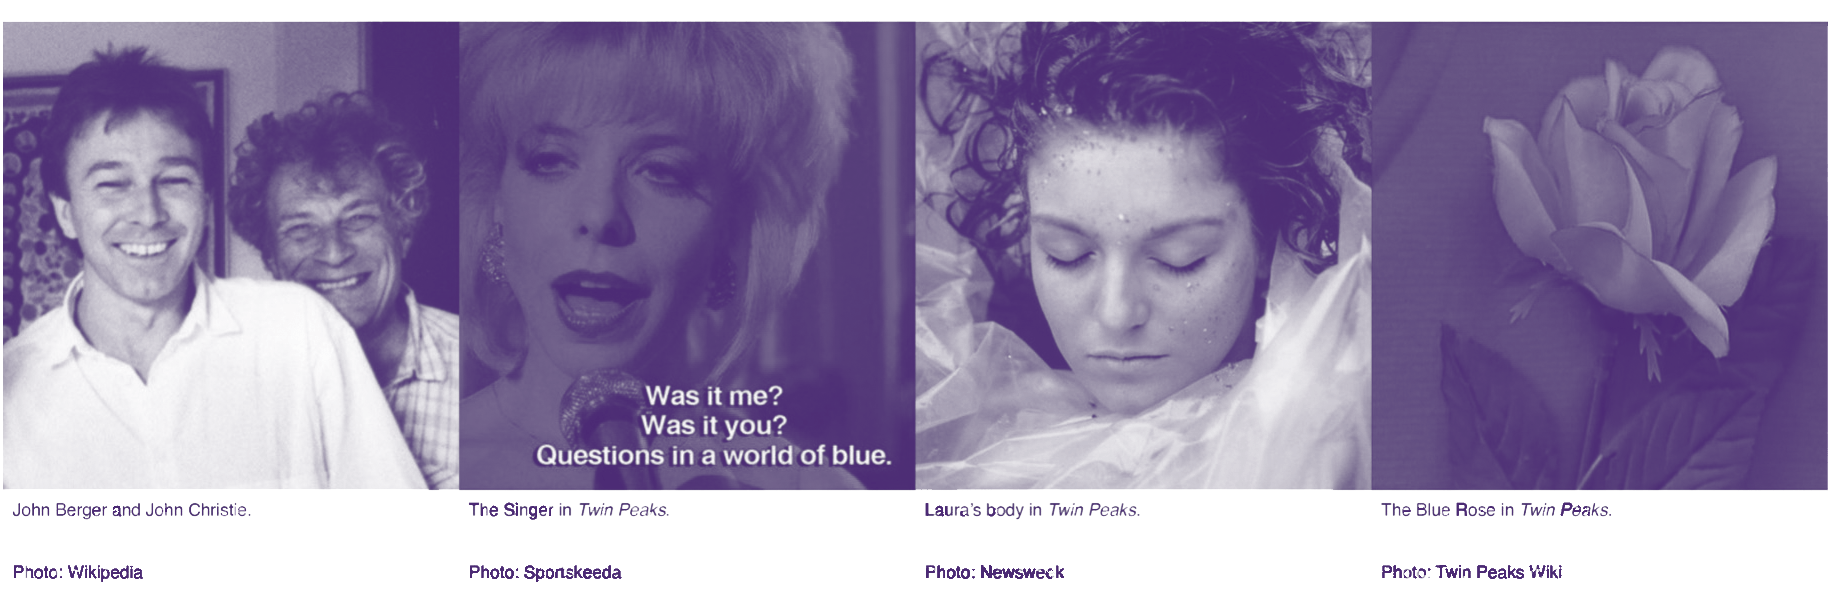 Was it me?
Was it you?
Questions in a world of blue.
John Berger and John Christie.
The Singer in Twin Peaks.
Laura's body in Twin Peaks.
The Blue Rose in Twin Peaks.
Photo: Wikipedia
Photo: Sportskeeda
Photo: Newsweek
Photo: Twin Peaks Wiki